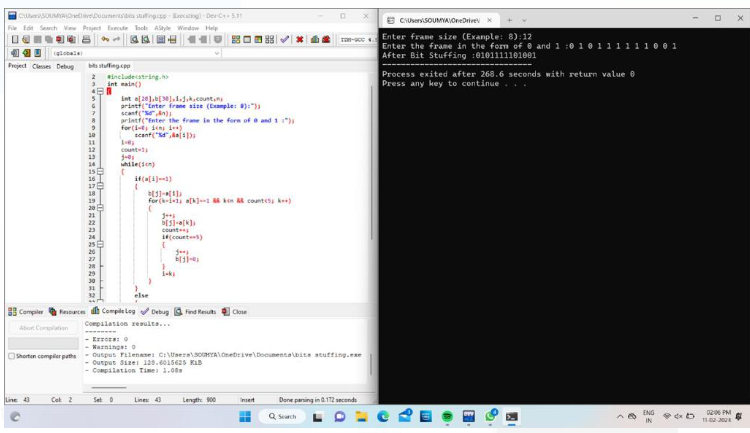 C:\Users\SOUMYA\OneDrive\Documents\bits stuffing.cpp - [Executing] - Dev-C++ 5.11
File Edit Search View Project Execute Tools AStyle Window Help
TDM-GCC 4.
(globals)
Project Classes Debug
bits stuffing.cpp
2 #include<string.h>
3 int main()
4 {
5 int a[20],b[30],i,j,k,count,n;
6 printf("Enter frame size (Example: 8):");
7 scanf("%d",&n);
8 printf("Enter the frame in the form of 0 and 1 :");
9 for(i=0; i<n; i++)
10 scanf("%d",&a[i]);
11 i=0;
12 count=1;
13 j=0;
14 while(i<n)
15 {
16 if(a[i]==1)
17 {
18 b[j]=a[i];
19 for(k=i+1; a[k]==1 && k<n && count<5; k++)
20 {
21 j++;
22 b[j]=a[k];
23 count++;
24 if(count==5)
25 {
26 j++;
27 b[j]=0;
28 }
29 i=k;
30 }
31 }
32 else
Compiler Resources Compile Log Debug Find Results Close
Abort Compilation
Shorten compiler paths
Compilation results...
--------
- Errors: 0
- Warnings: 0
- Output Filename: C:\Users\SOUMYA\OneDrive\Documents\bits stuffing.exe
- Output Size: 128.6015625 KiB
- Compilation Time: 1.08s
Line: 43 Col: 2 Sel: 0 Lines: 43 Length: 900 Insert Done parsing in 0.172 seconds
C:\Users\SOUMYA\OneDrive\
Enter frame size (Example: 8):12
Enter the frame in the form of 0 and 1 :0 1 0 1 1 1 1 1 1 0 0 1
After Bit Stuffing :0101111101001
--------------------------------
Process exited after 268.6 seconds with return value 0
Press any key to continue . . .
Search
ENG
IN
02:06 PM
11-02-2023